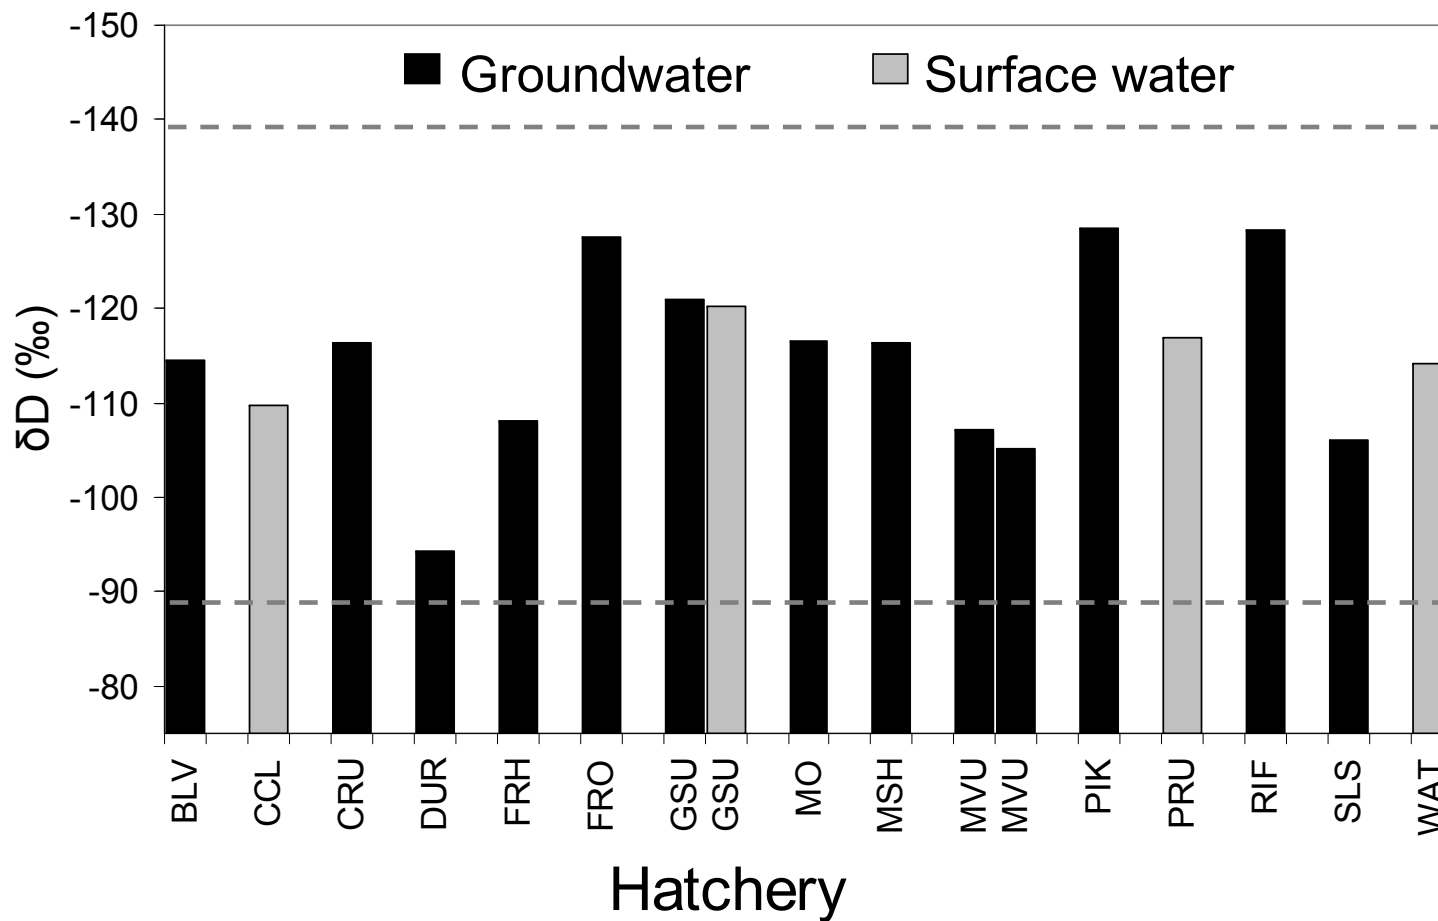 -150
Groundwater
Surface water
-140
-130
-120
-110
-100
-90
-80
δD (‰)
BLV
CCL
CRU
DUR
FRH
FRO
GSU
GSU
MO
MSH
MVU
MVU
PIK
PRU
RIF
SLS
WAT
Hatchery